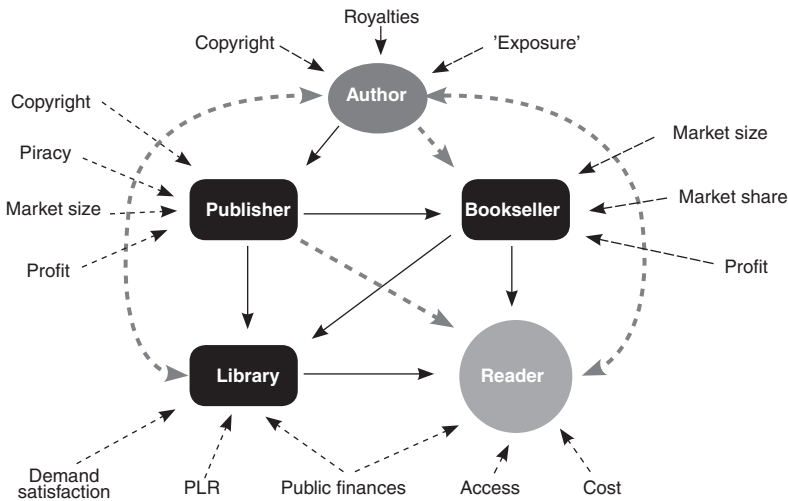 Royalties
Copyright
'Exposure'
Author
Copyright
Piracy
Market size
Profit
Publisher
Bookseller
Market size
Market share
Profit
Library
Reader
Demand
satisfaction
PLR
Public finances
Access
Cost